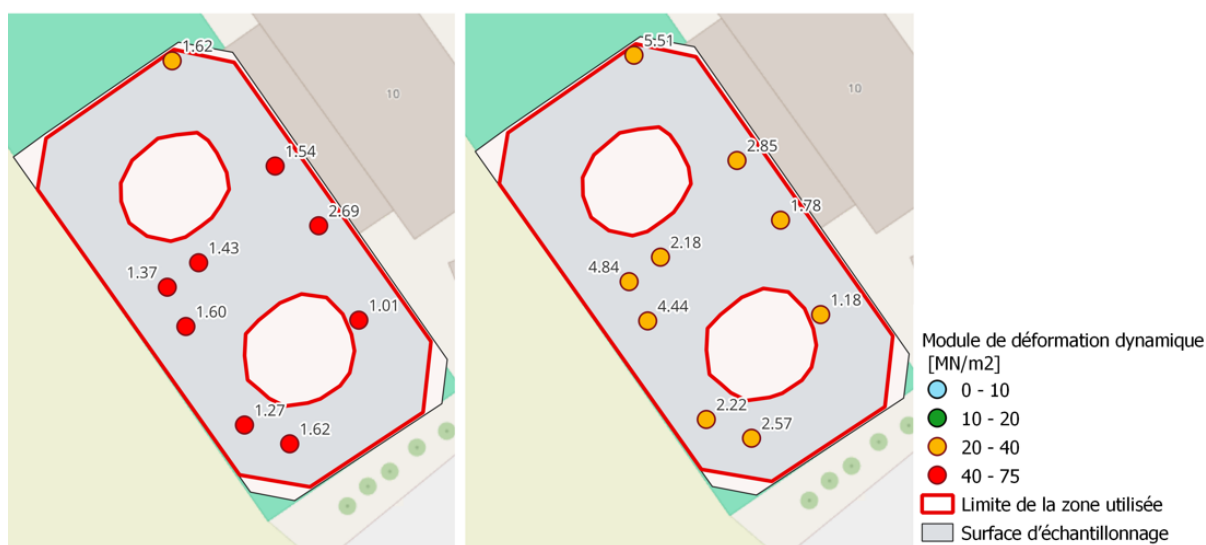 1.62
10
1.54
2.69
1.43
1.37
1.60
1.01
1.27
1.62
5.51
10
2.85
1.78
2.18
4.84
4.44
1.18
2.22
2.57
Module de déformation dynamique
[MN/m2]
0 - 10
10 - 20
20 - 40
40 - 75
Limite de la zone utilisée
Surface d'échantillonnage